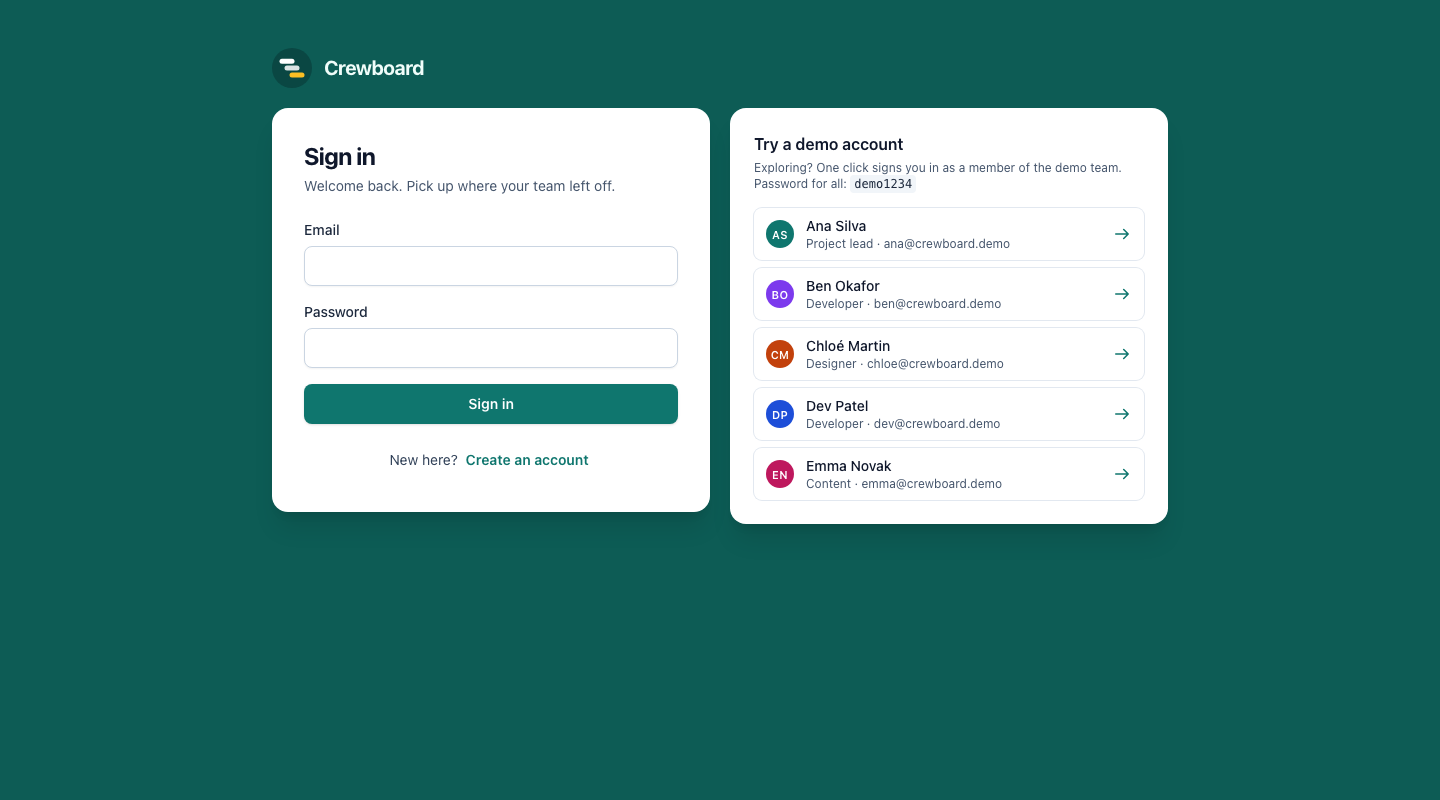 Crewboard
Sign in
Welcome back. Pick up where your team left off.
Email
Password
Sign in
New here? Create an account
Try a demo account
Exploring? One click signs you in as a member of the demo team.
Password for all: demo1234
AS
Ana Silva
Project lead · ana@crewboard.demo
BO
Ben Okafor
Developer · ben@crewboard.demo
CM
Chloé Martin
Designer · chloe@crewboard.demo
DP
Dev Patel
Developer · dev@crewboard.demo
EN
Emma Novak
Content · emma@crewboard.demo